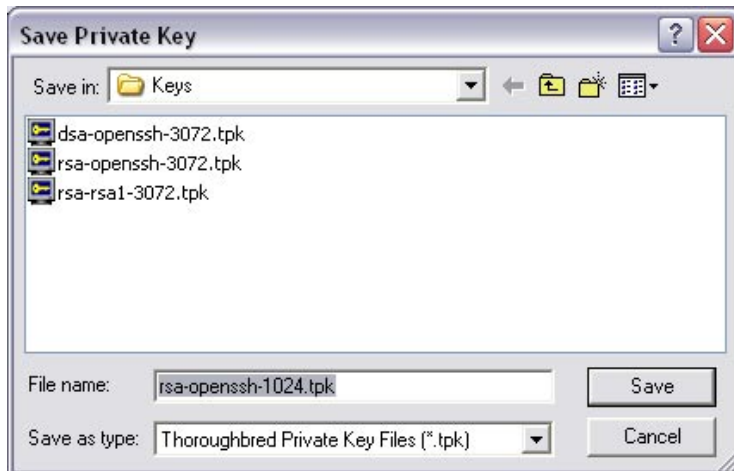 Save Private Key
Save in: Keys
dsa-openssh-3072.tpk
rsa-openssh-3072.tpk
rsa-rsa1-3072.tpk
File name: rsa-openssh-1024.tpk Save
Save as type: Thoroughbred Private Key Files (*.tpk) Cancel